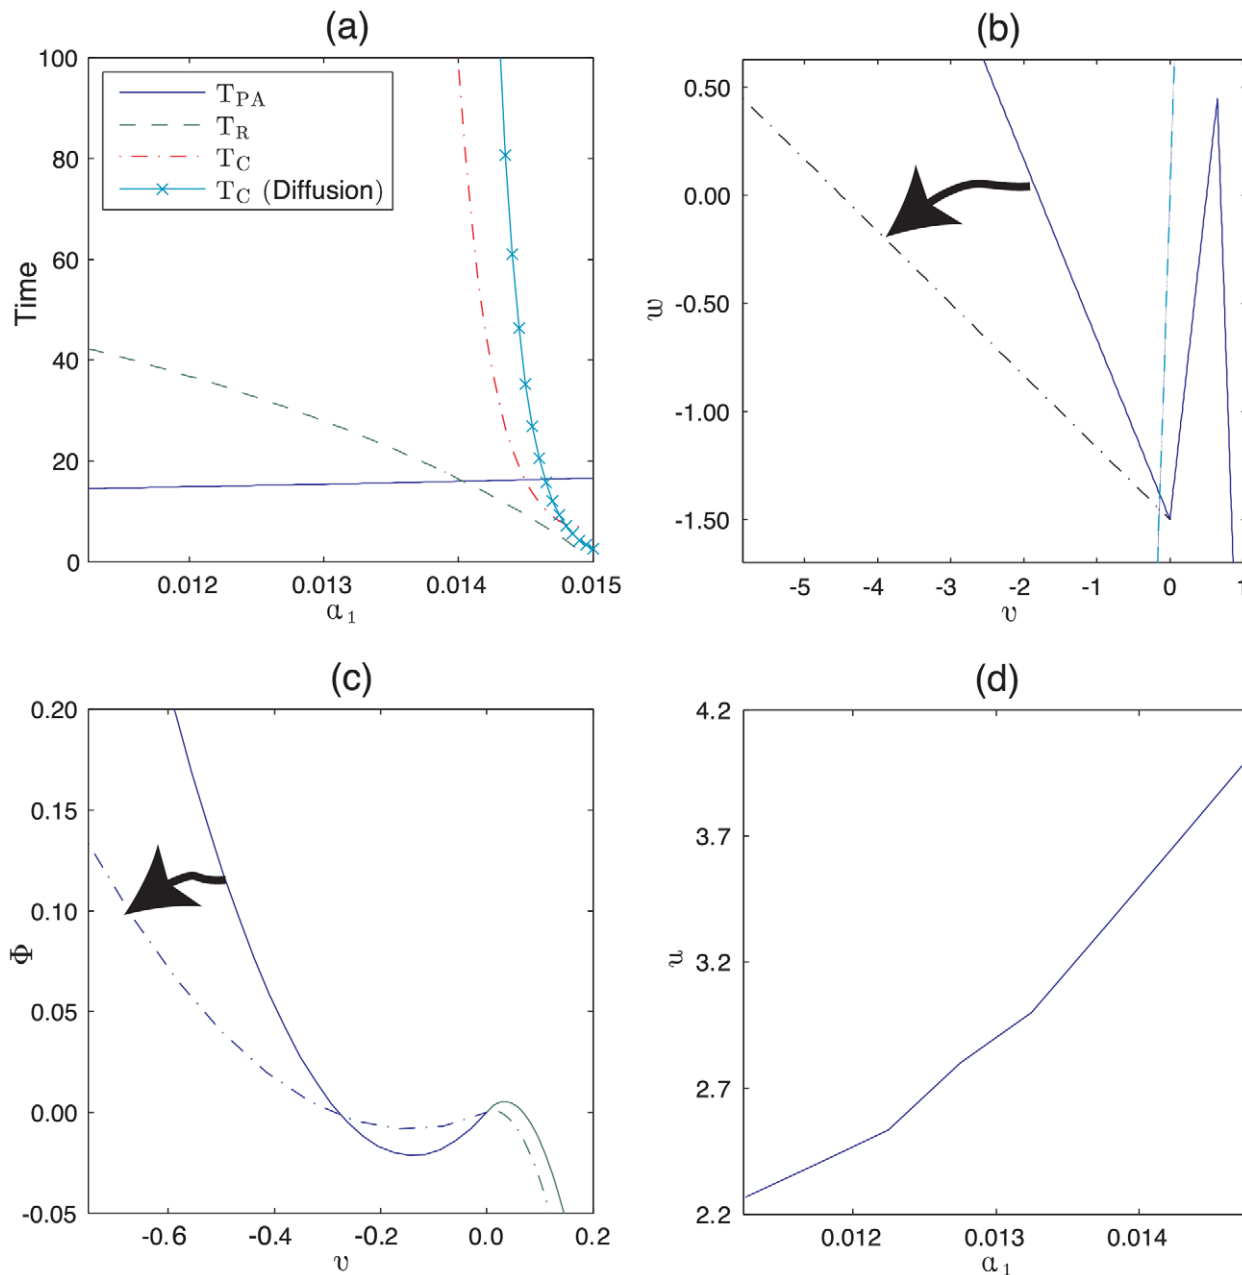 (a)
100
80
60
40
20
0
Time
T_PA
T_R
T_C
T_C (Diffusion)
0.012
0.013
0.014
0.015
α₁
(b)
0.50
0.00
-0.50
-1.00
-1.50
w
-5
-4
-3
-2
-1
0
1
υ
(c)
0.20
0.15
0.10
0.05
0.00
-0.05
Φ
-0.6
-0.4
-0.2
0.0
0.2
υ
(d)
4.2
3.7
3.2
2.7
2.2
u
0.012
0.013
0.014
α₁